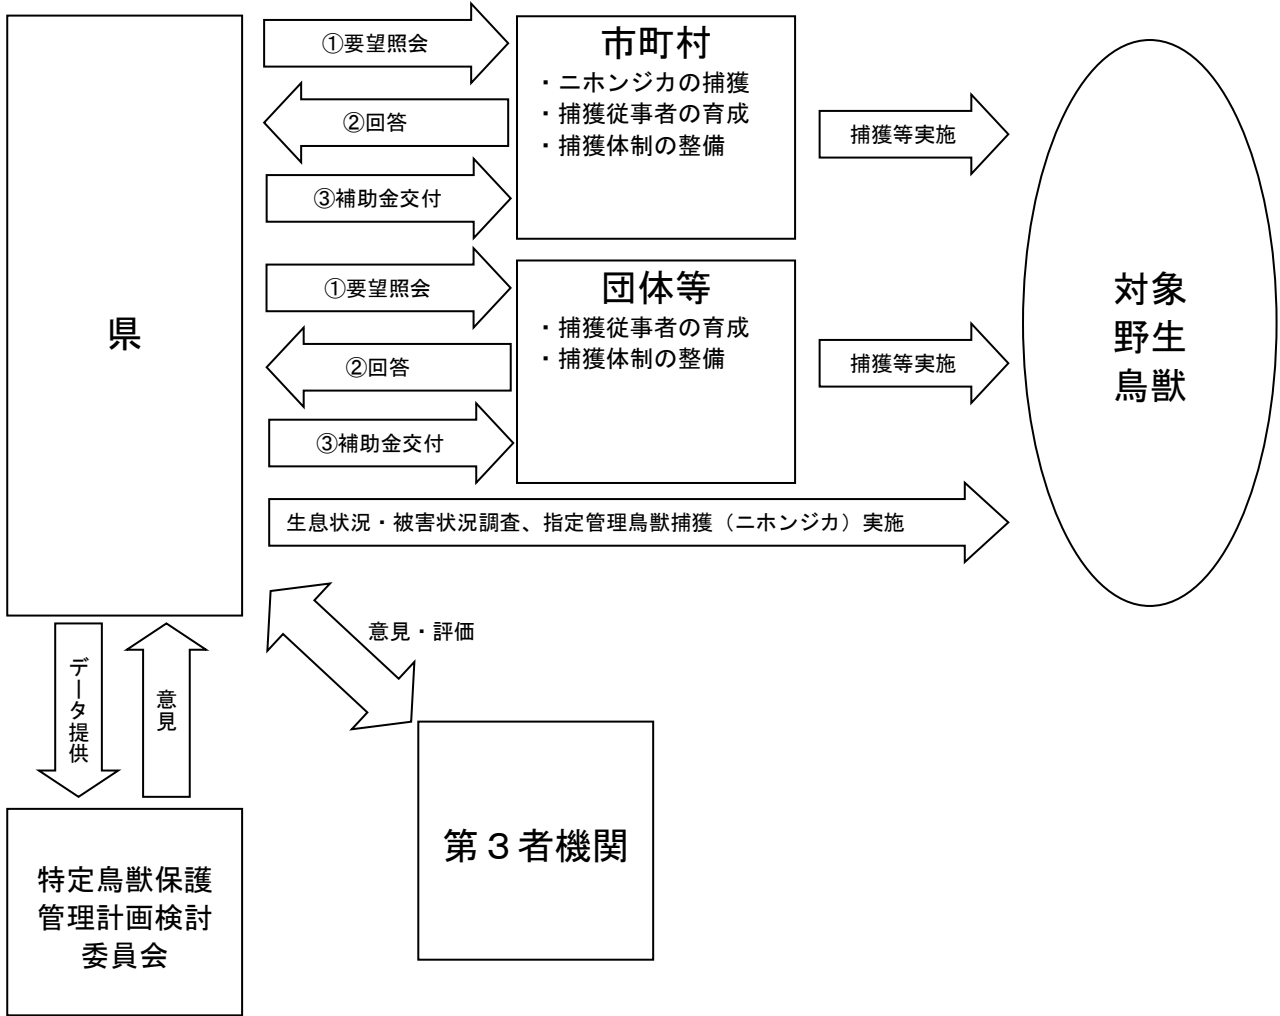 県
①要望照会
②回答
③補助金交付
市町村
・ニホンジカの捕獲
・捕獲従事者の育成
・捕獲体制の整備
捕獲等実施
①要望照会
②回答
③補助金交付
団体等
・捕獲従事者の育成
・捕獲体制の整備
捕獲等実施
対象
野生
鳥獣
生息状況・被害状況調査、指定管理鳥獣捕獲（ニホンジカ）実施
意見・評価
データ提供
意見
第３者機関
特定鳥獣保護
管理計画検討
委員会